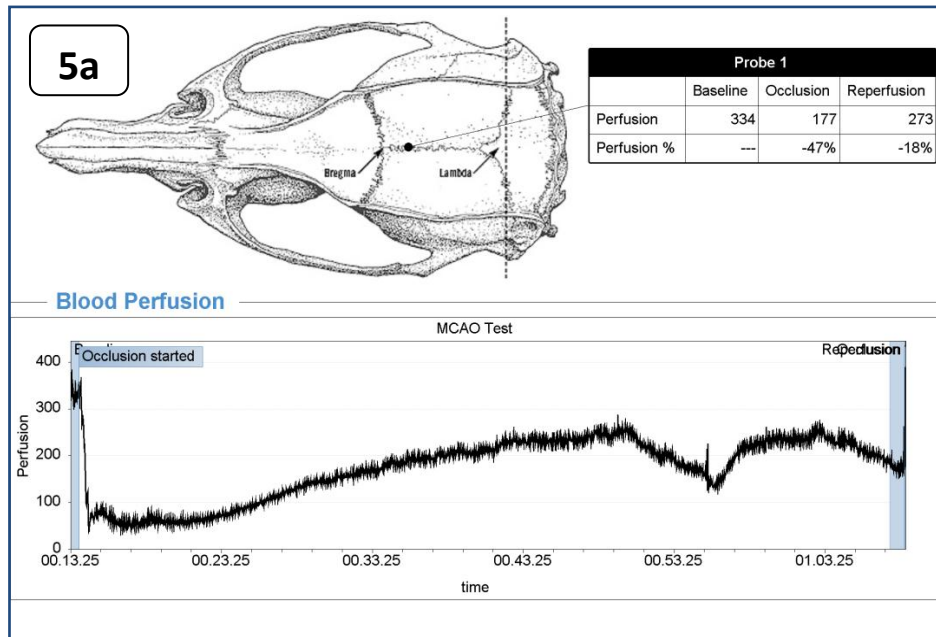 5a
Probe 1
Baseline Occlusion Reperfusion
Perfusion 334 177 273
Perfusion % --- -47% -18%
Bregma
Lambda
Blood Perfusion
MCAO Test
Occlusion started
400
300
200
100
0
Perfusion
00.13.25 00.23.25 00.33.25 00.43.25 00.53.25 01.03.25
time